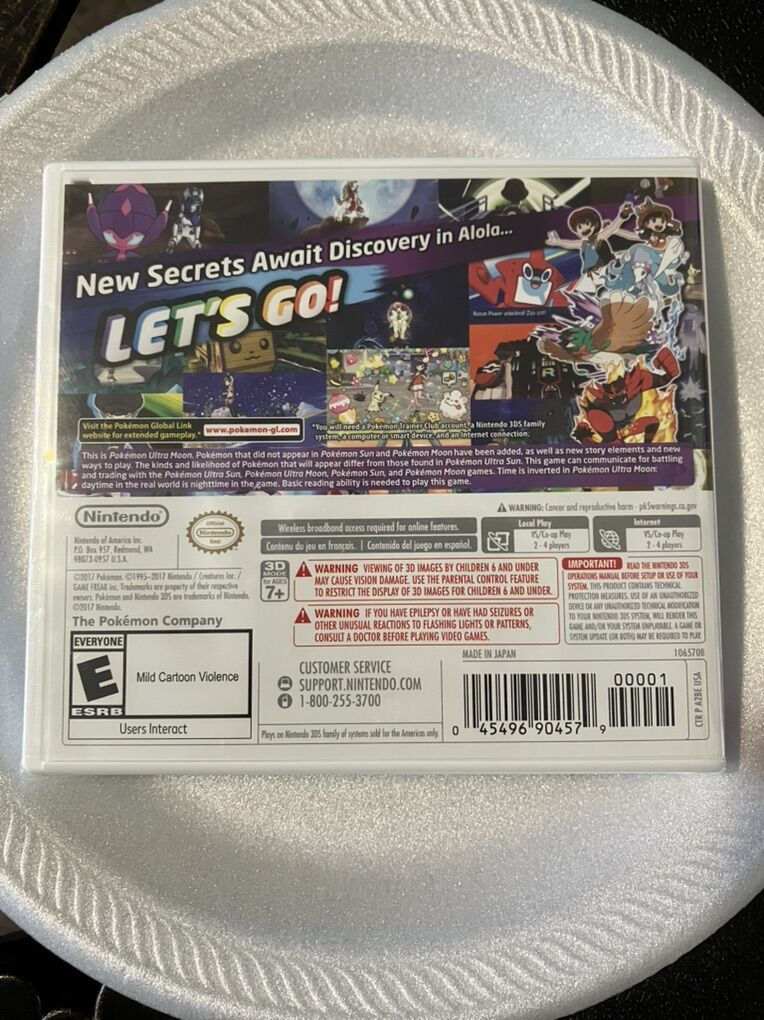 New Secrets Await Discovery in Alola...
LET'S GO!
Rotom Power unlocked!
Visit the Pokémon Global Link
website for extended gameplay.*
www.pokemon-gl.com
*You will need a Pokémon Trainer Club account, a Nintendo 3DS family
system, a computer or smart device, and an Internet connection.
This is Pokémon Ultra Moon. Pokémon that did not appear in Pokémon Sun and Pokémon Moon have been added, as well as new story elements and new
ways to play. The kinds and likelihood of Pokémon that will appear differ from those found in Pokémon Ultra Sun. This game can communicate for battling
and trading with the Pokémon Ultra Sun, Pokémon Ultra Moon, Pokémon Sun, and Pokémon Moon games. Time is inverted in Pokémon Ultra Moon:
daytime in the real world is nighttime in the game. Basic reading ability is needed to play this game.
WARNING: Cancer and reproductive harm - p65warnings.ca.gov
Nintendo
Nintendo of America Inc.
P.O. Box 957, Redmond, WA
98073-0957 U.S.A.
Official
Nintendo
Seal
Wireless broadband access required for online features.
Contenu du jeu en français. | Contenido del juego en español.
Local Play
VS/Co-op Play
2 - 4 players
Internet
VS/Co-op Play
2 - 4 players
©2017 Pokémon. ©1995–2017 Nintendo / Creatures Inc. /
GAME FREAK inc. Trademarks are property of their respective
owners. Pokémon and Nintendo 3DS are trademarks of Nintendo.
©2017 Nintendo.
The Pokémon Company
3D
MODE
for AGES
7+
WARNING VIEWING OF 3D IMAGES BY CHILDREN 6 AND UNDER
MAY CAUSE VISION DAMAGE. USE THE PARENTAL CONTROL FEATURE
TO RESTRICT THE DISPLAY OF 3D IMAGES FOR CHILDREN 6 AND UNDER.
WARNING IF YOU HAVE EPILEPSY OR HAVE HAD SEIZURES OR
OTHER UNUSUAL REACTIONS TO FLASHING LIGHTS OR PATTERNS,
CONSULT A DOCTOR BEFORE PLAYING VIDEO GAMES.
IMPORTANT! READ THE NINTENDO 3DS
OPERATIONS MANUAL BEFORE SETUP OR USE OF YOUR
SYSTEM. THIS PRODUCT CONTAINS TECHNICAL
PROTECTION MEASURES. USE OF AN UNAUTHORIZED
DEVICE OR ANY UNAUTHORIZED TECHNICAL MODIFICATION
TO YOUR NINTENDO 3DS SYSTEM, WILL RENDER THIS
GAME AND/OR YOUR SYSTEM UNPLAYABLE. A GAME OR
SYSTEM UPDATE (OR BOTH) MAY BE REQUIRED TO PLAY.
MADE IN JAPAN
106570B
EVERYONE
E
ESRB
Mild Cartoon Violence
Users Interact
CUSTOMER SERVICE
SUPPORT.NINTENDO.COM
1-800-255-3700
Plays on Nintendo 3DS family of systems sold for the Americas only.
0 45496 90457 9
00001
CTR P A2BE USA